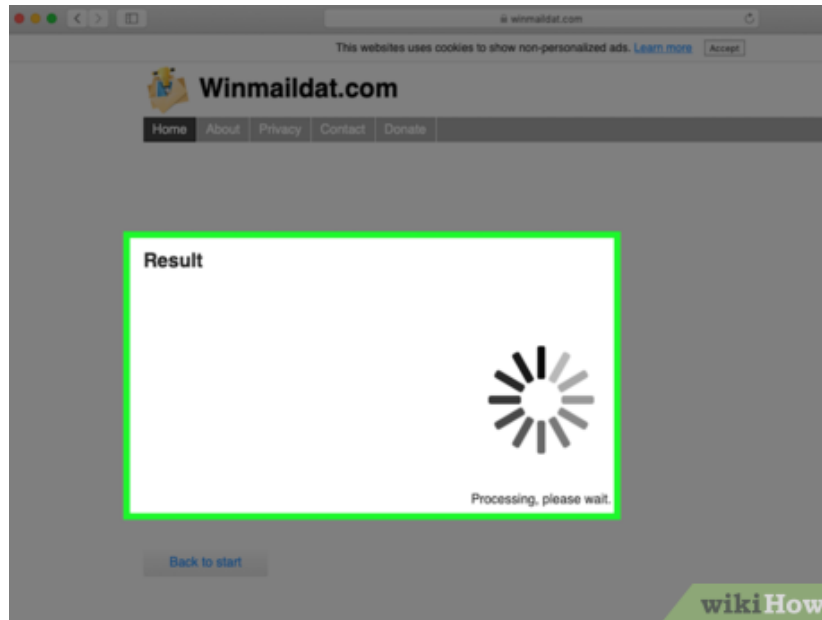 winmaildat.com
This websites uses cookies to show non-personalized ads. Learn more Accept
Winmaildat.com
Home About Privacy Contact Donate
Result
Processing, please wait.
Back to start
wikiHow